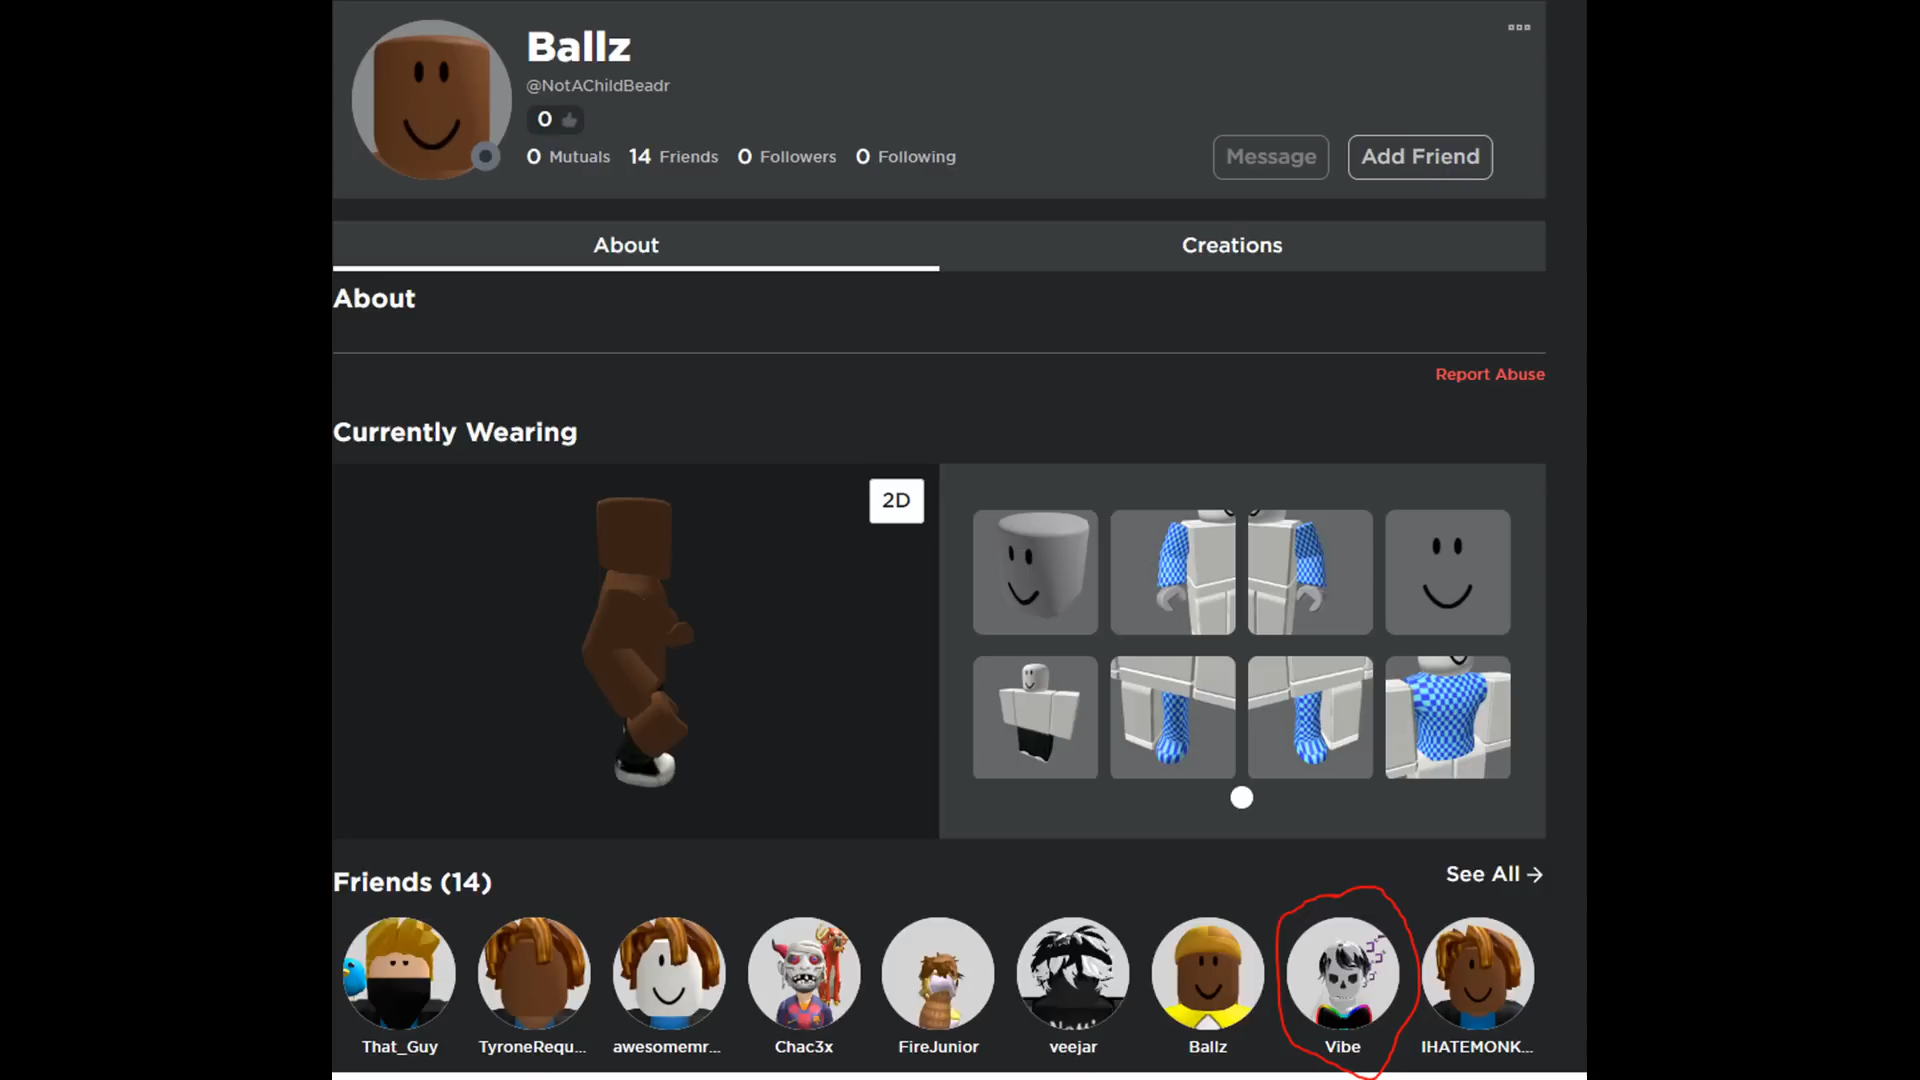 Ballz
@NotAChildBeadr
0
0 Mutuals 14 Friends 0 Followers 0 Following
Message Add Friend
About Creations
About
Report Abuse
Currently Wearing
2D
Friends (14)
See All →
That_Guy TyroneRequ... awesomemr... Chac3x FireJunior veejar Ballz Vibe IHATEMONK...